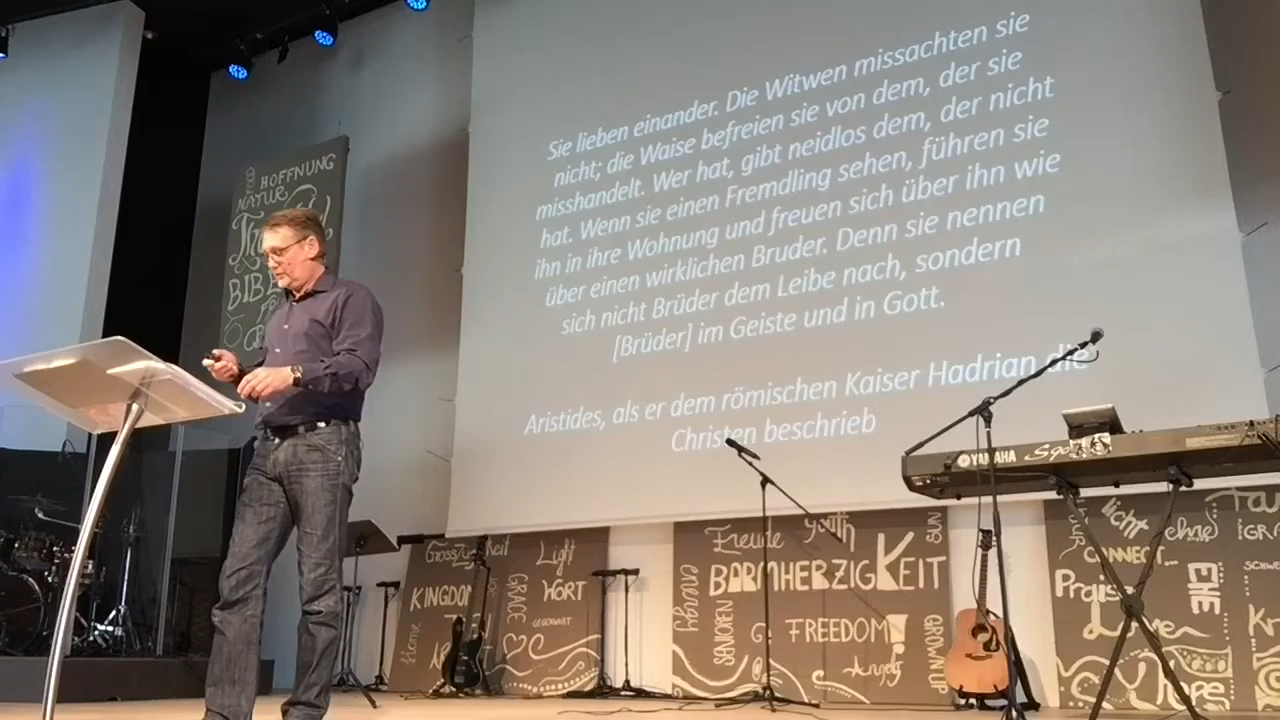 Sie lieben einander. Die Witwen missachten sie
nicht; die Waise befreien sie von dem, der sie
misshandelt. Wer hat, gibt neidlos dem, der nicht
hat. Wenn sie einen Fremdling sehen, führen sie
ihn in ihre Wohnung und freuen sich über ihn wie
über einen wirklichen Bruder. Denn sie nennen
sich nicht Brüder dem Leibe nach, sondern
[Brüder] im Geiste und in Gott.
Aristides, als er dem römischen Kaiser Hadrian die
Christen beschrieb
HOFFNUNG
NATUR
YAMAHA
Light
KINGDOM
GRACE
WORT
GEGENWART
Freude
youth
SUN
energy
BARMHERZIGKEIT
SENIOREN
FREEDOM
GROWN UP
Angels
licht
ehre
CONNECT...
Praise
EHE
Love
Hope